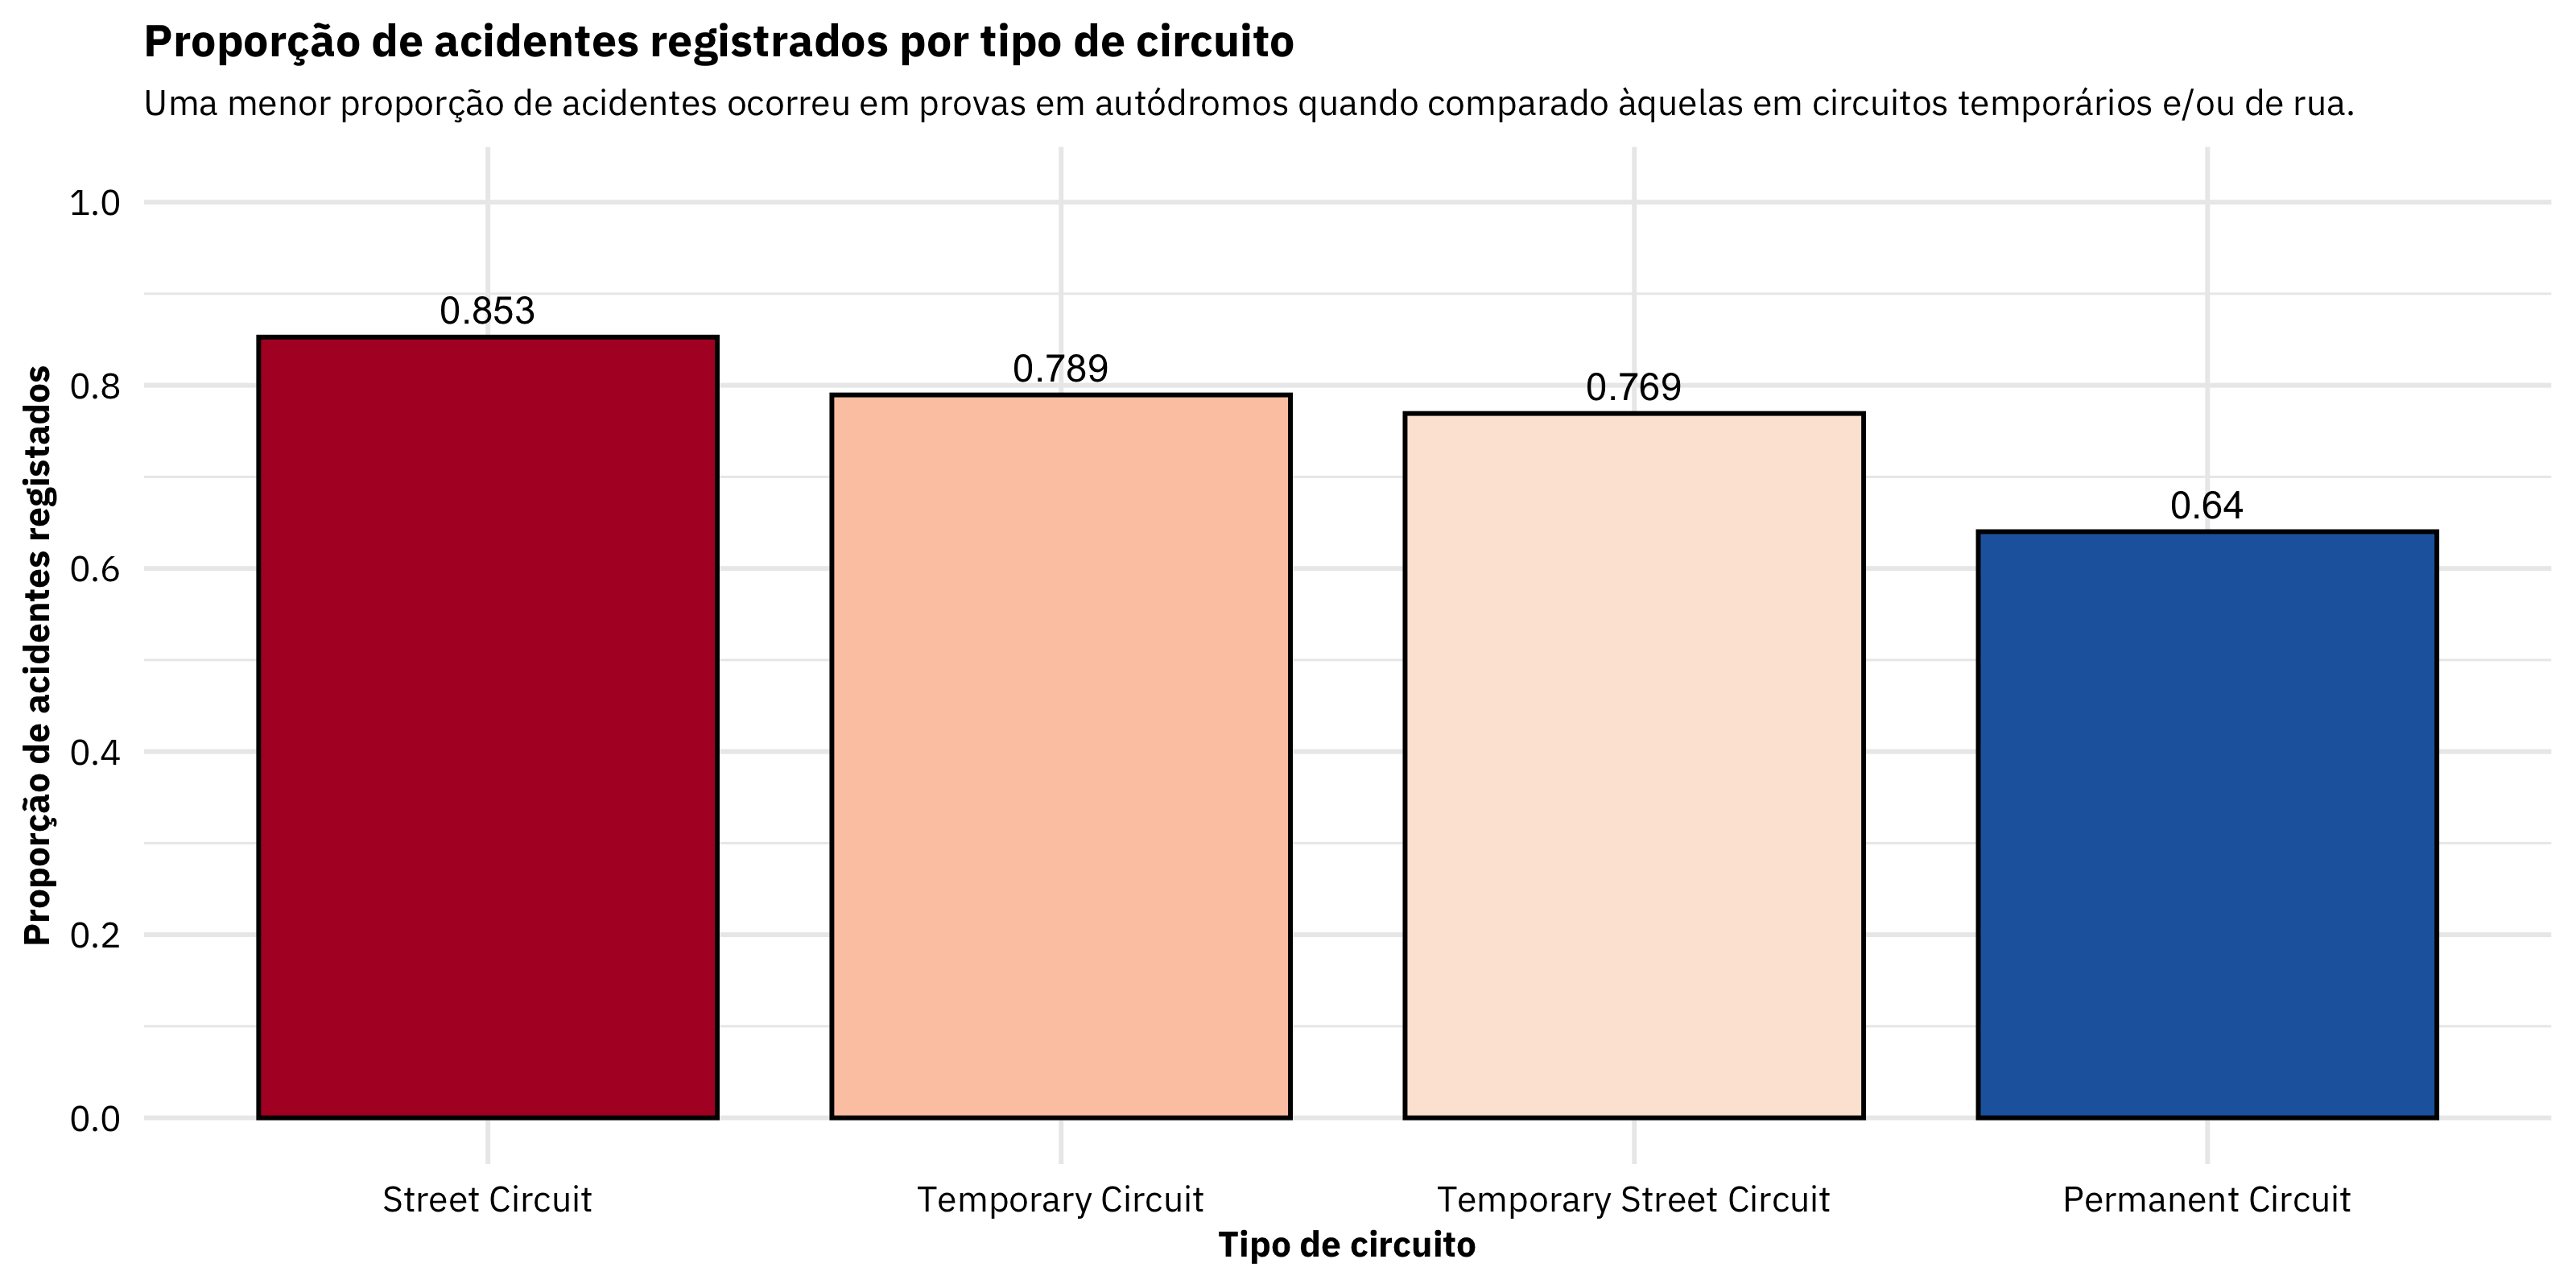 Proporção de acidentes registrados por tipo de circuito
Uma menor proporção de acidentes ocorreu em provas em autódromos quando comparado àquelas em circuitos temporários e/ou de rua.
Proporção de acidentes registados
1.0
0.8
0.6
0.4
0.2
0.0
0.853
0.789
0.769
0.64
Street Circuit
Temporary Circuit
Temporary Street Circuit
Permanent Circuit
Tipo de circuito